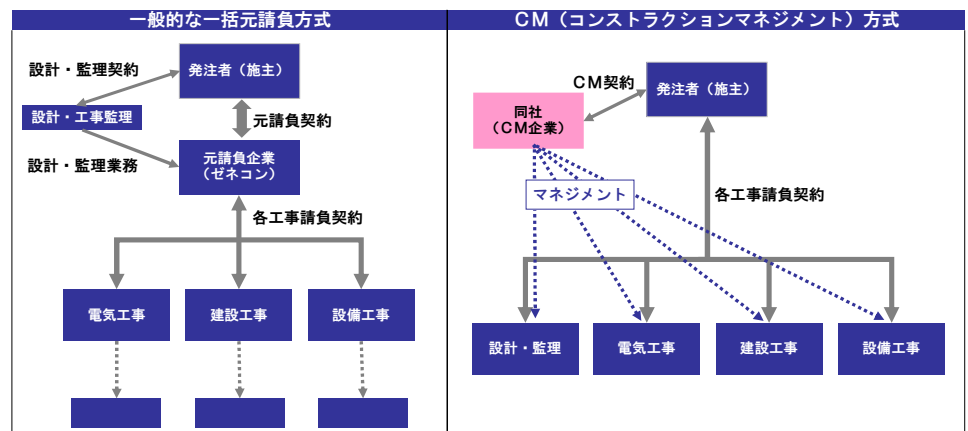 一般的な一括元請負方式
設計・監理契約
発注者（施主）
設計・工事監理
元請負契約
設計・監理業務
元請負企業
（ゼネコン）
各工事請負契約
電気工事
建設工事
設備工事
CM（コンストラクションマネジメント）方式
CM契約
発注者（施主）
同社
（CM企業）
マネジメント
各工事請負契約
設計・監理
電気工事
建設工事
設備工事